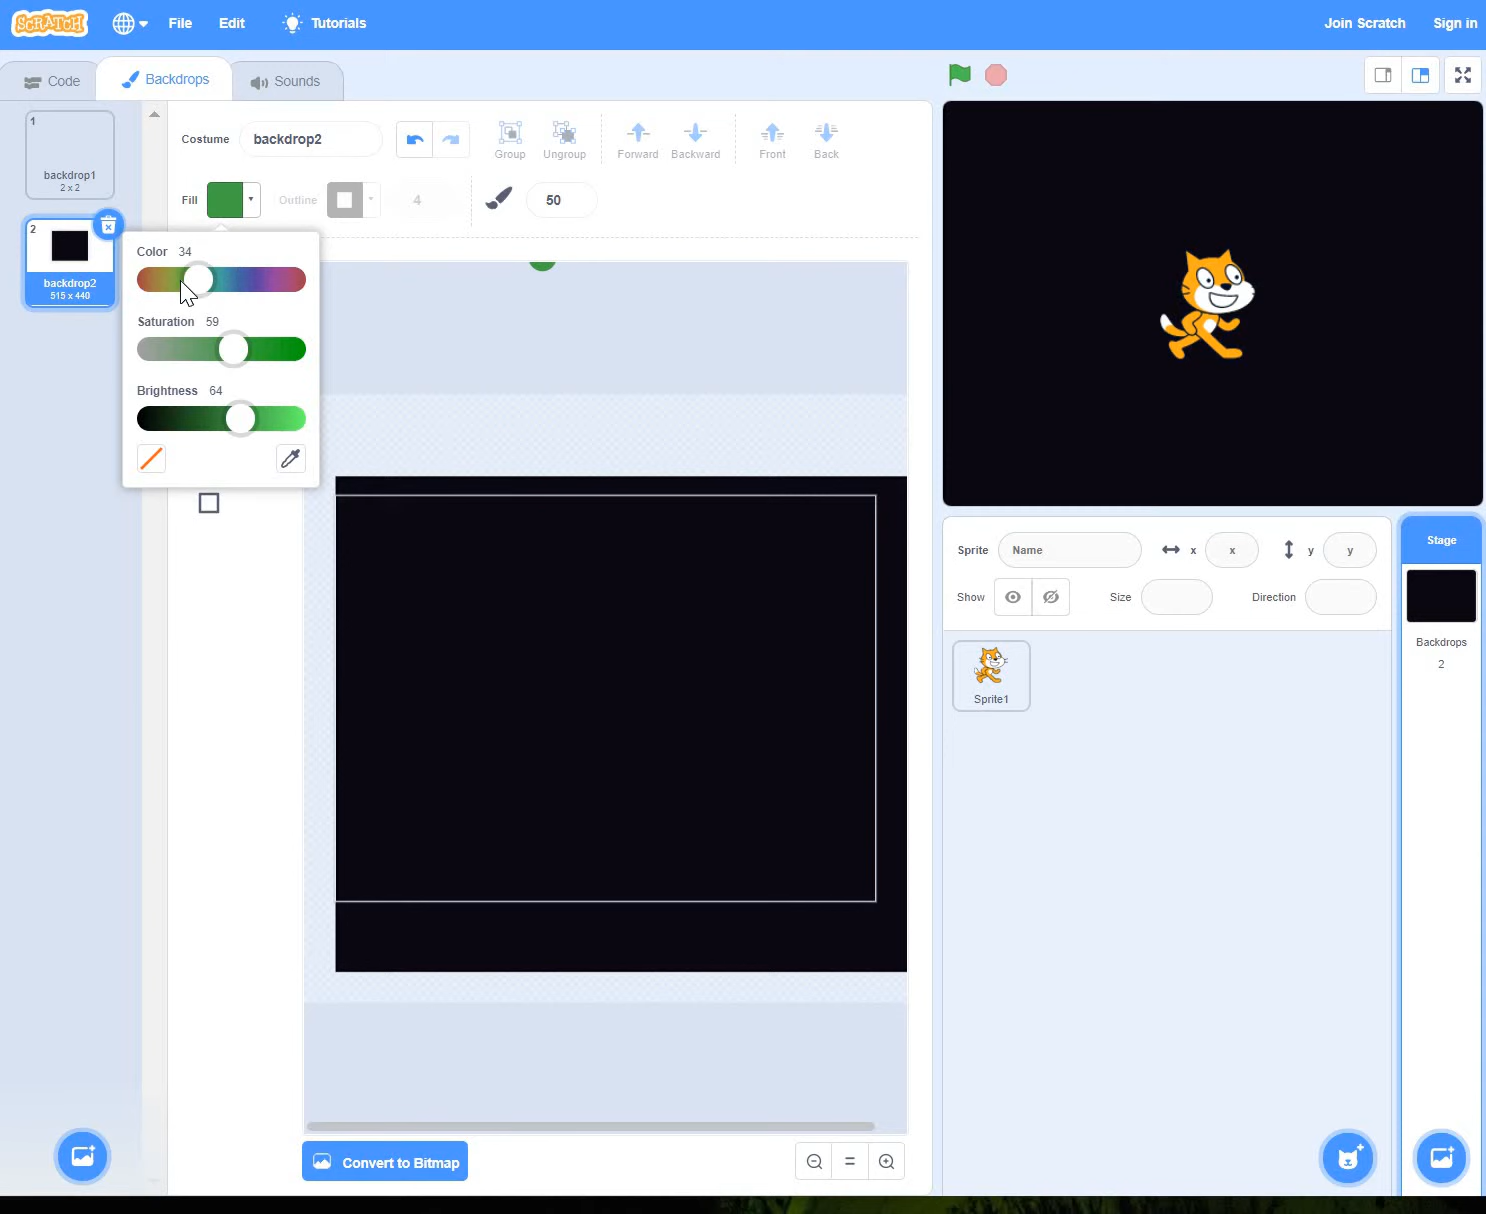 SCRATCH
File
Edit
Tutorials
Join Scratch
Sign in
Code
Backdrops
Sounds
1
backdrop1
2 x 2
2
backdrop2
515 x 440
Costume
backdrop2
Group
Ungroup
Forward
Backward
Front
Back
Fill
Outline
4
50
Color 34
Saturation 59
Brightness 64
Convert to Bitmap
Sprite
Name
x
x
y
y
Show
Size
Direction
Sprite1
Stage
Backdrops
2